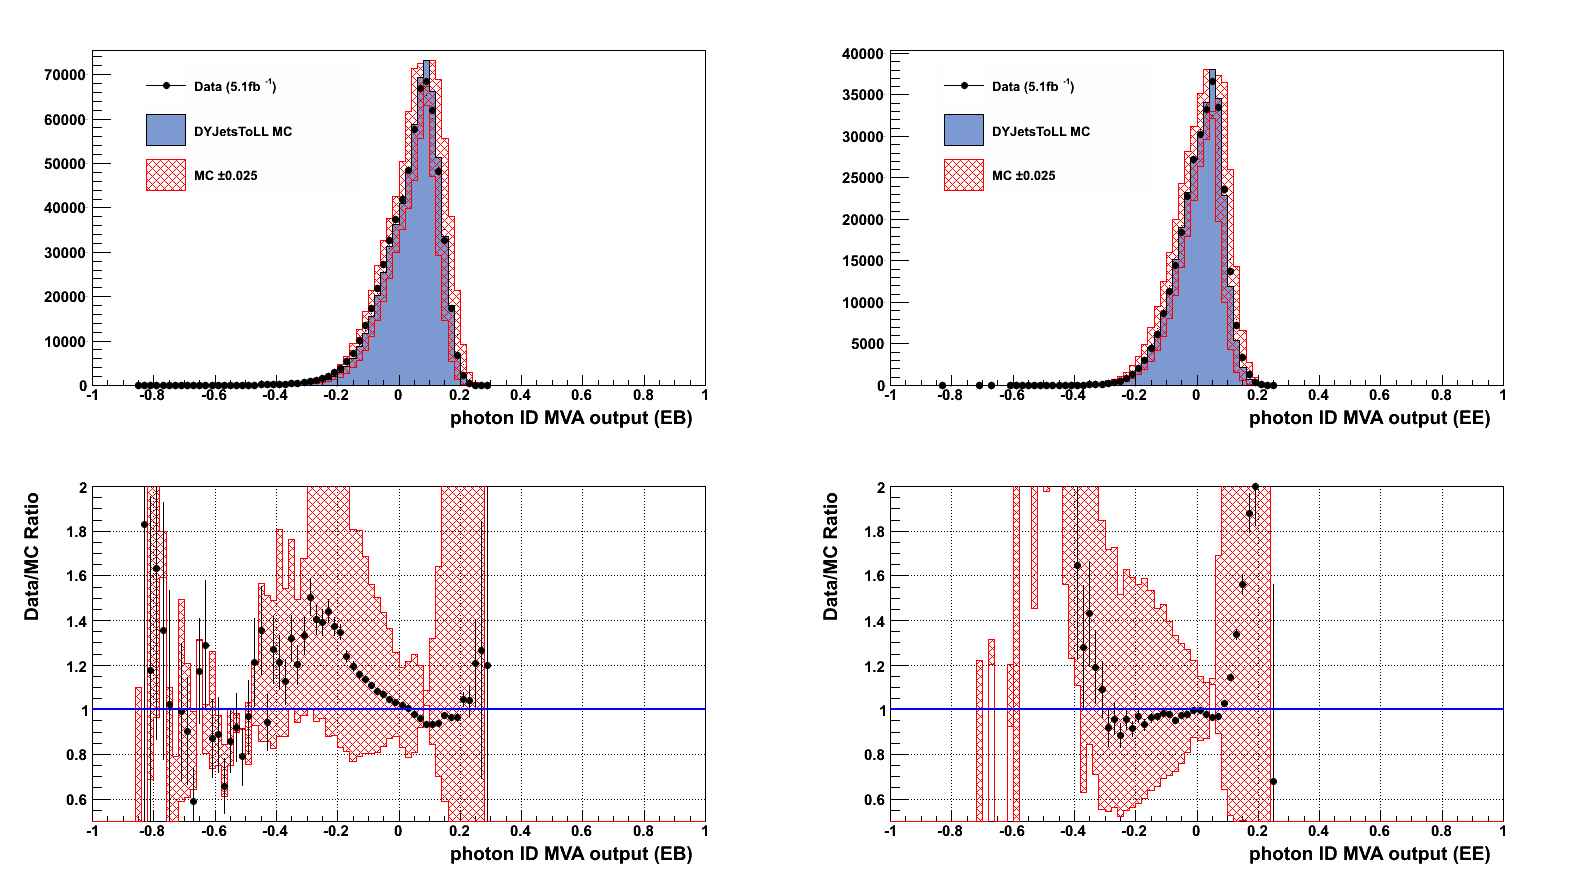 70000
60000
50000
40000
30000
20000
10000
0
Data (5.1fb -1)
DYJetsToLL MC
MC ±0.025
-1 -0.8 -0.6 -0.4 -0.2 0 0.2 0.4 0.6 0.8 1
photon ID MVA output (EB)
40000
35000
30000
25000
20000
15000
10000
5000
0
Data (5.1fb -1)
DYJetsToLL MC
MC ±0.025
-1 -0.8 -0.6 -0.4 -0.2 0 0.2 0.4 0.6 0.8 1
photon ID MVA output (EE)
Data/MC Ratio
2
1.8
1.6
1.4
1.2
1
0.8
0.6
-1 -0.8 -0.6 -0.4 -0.2 0 0.2 0.4 0.6 0.8 1
photon ID MVA output (EB)
Data/MC Ratio
2
1.8
1.6
1.4
1.2
1
0.8
0.6
-1 -0.8 -0.6 -0.4 -0.2 0 0.2 0.4 0.6 0.8 1
photon ID MVA output (EE)